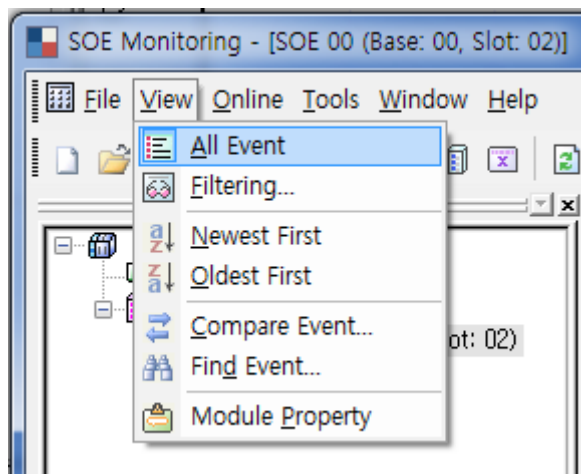 SOE Monitoring - [SOE 00 (Base: 00, Slot: 02)]
File View Online Tools Window Help
All Event
Filtering...
Newest First
Oldest First
Compare Event...
ot: 02)
Find Event...
Module Property